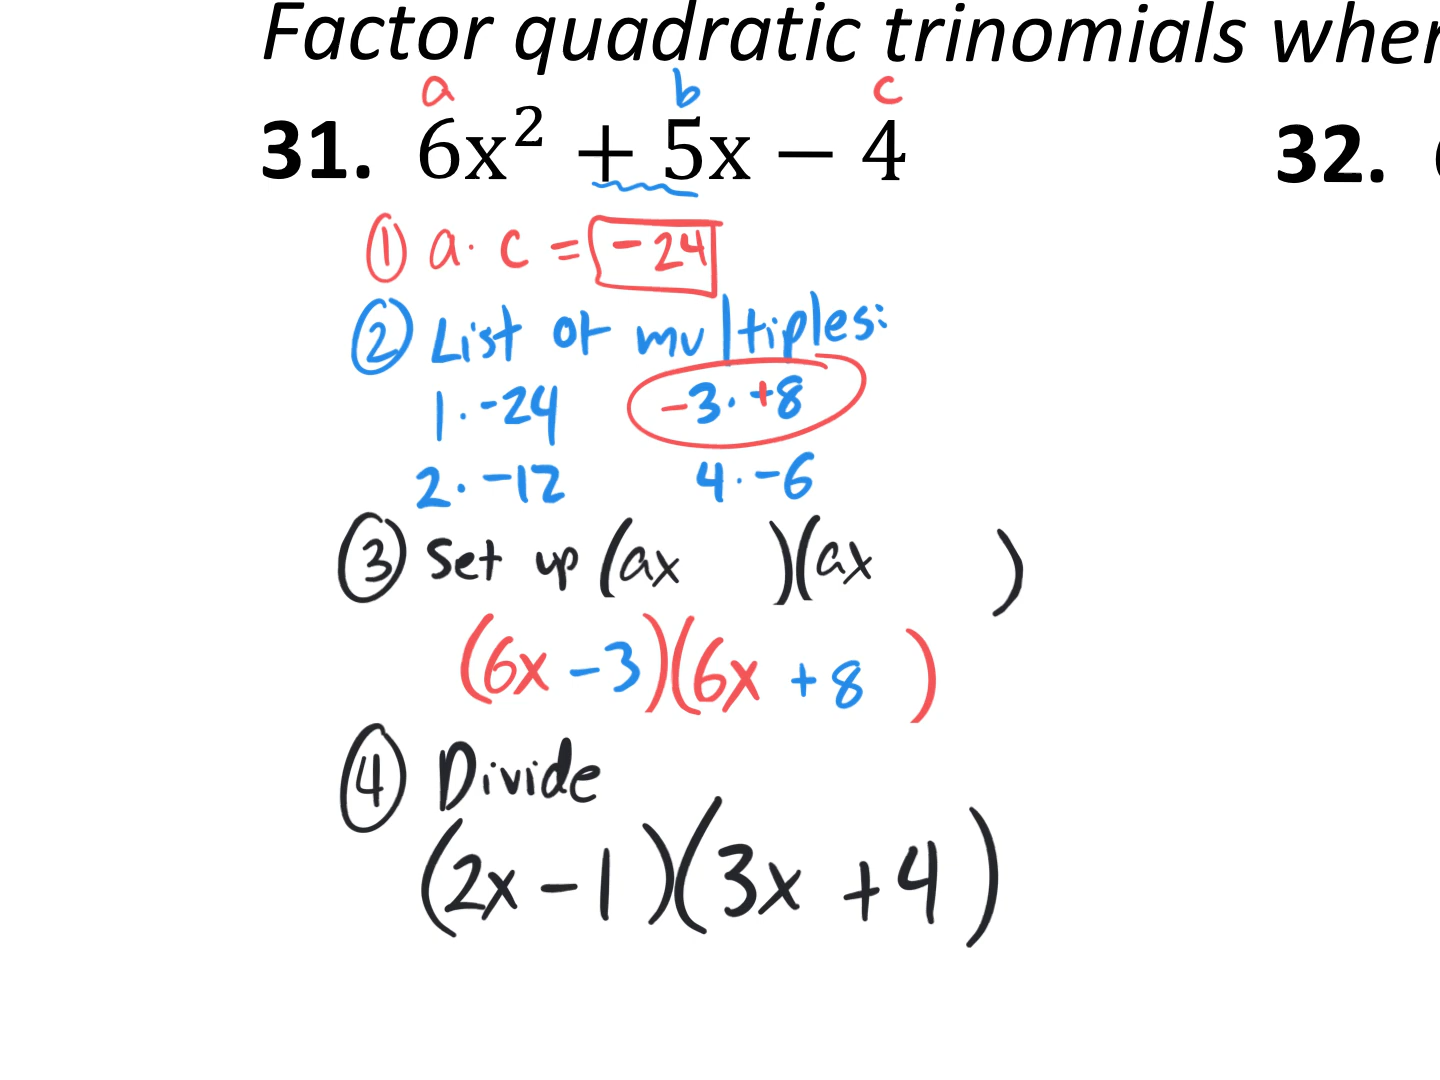 Factor quadratic trinomials when
a b c
31. 6x² + 5x − 4
32.
① a · c = -24
② List of multiples:
1 · -24 -3 · +8
2 · -12 4 · -6
③ Set up (ax )(ax )
(6x - 3)(6x + 8 )
④ Divide
(2x - 1)(3x + 4)